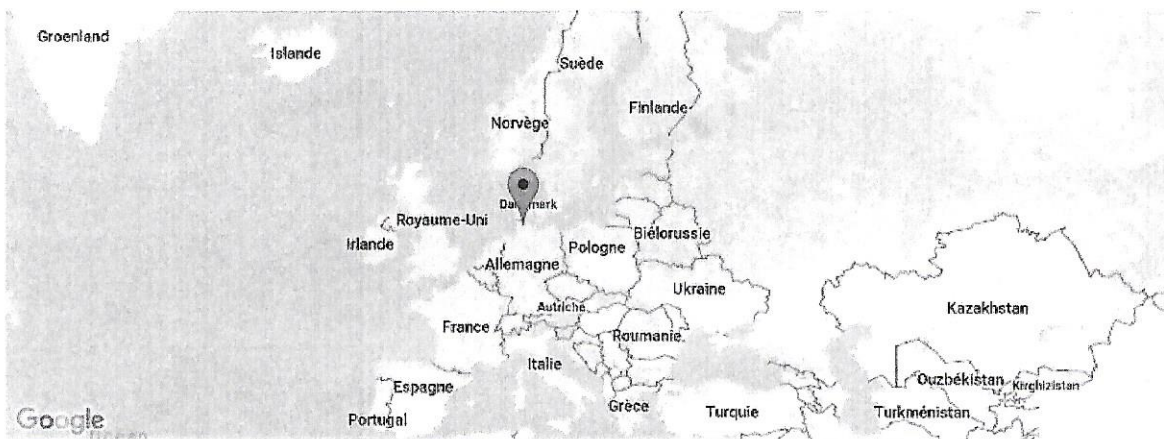 Groenland
Islande
Suède
Finlande
Norvège
Royaume-Uni
Irlande
Biélorussie
Pologne
Allemagne
Ukraine
Autriche
Kazakhstan
France
Roumanie
Italie
Ouzbékistan
Kirghizistan
Espagne
Grèce
Turquie
Turkménistan
Portugal
Google